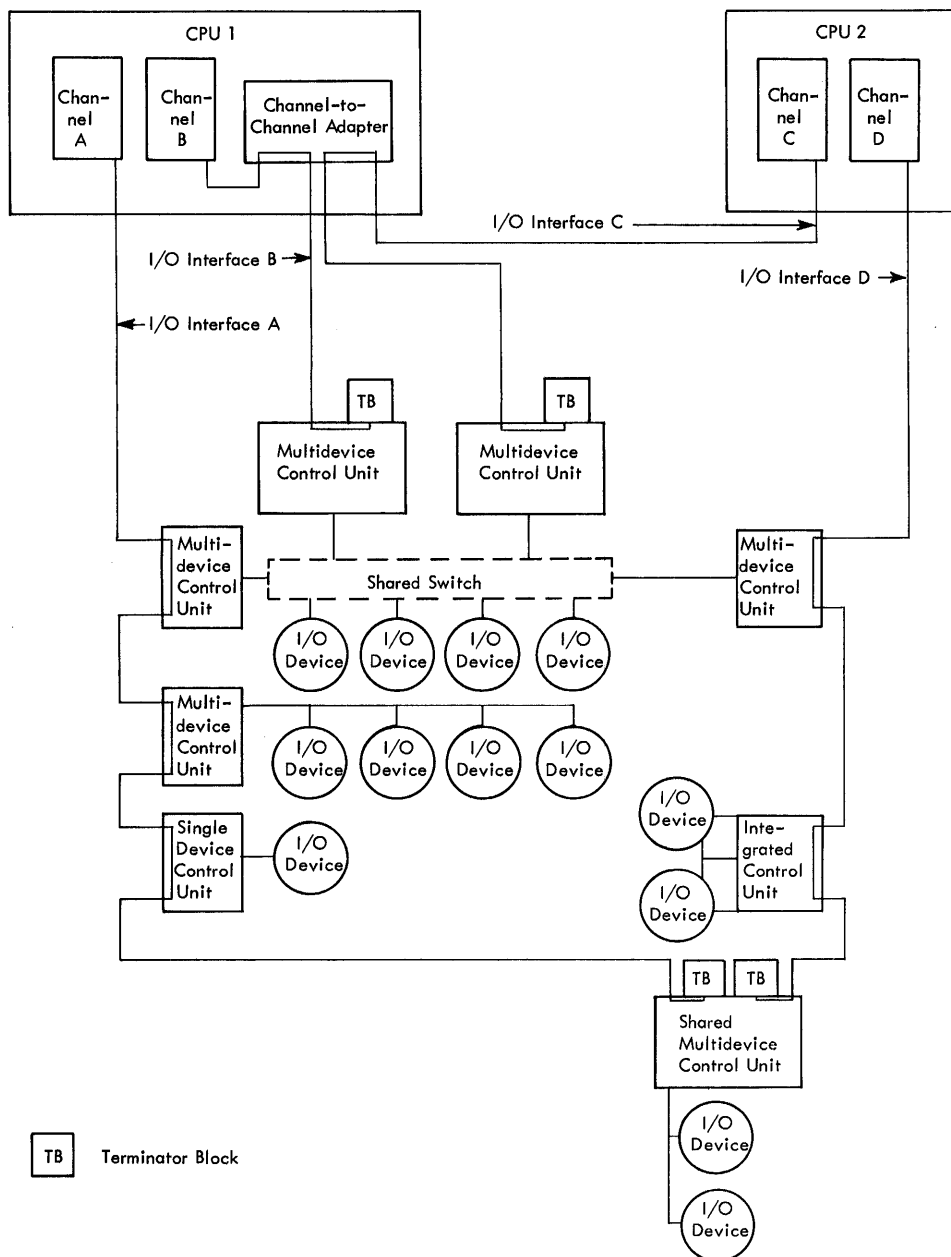 CPU 1
CPU 2
Chan-
nel
A
Chan-
nel
B
Channel-to-
Channel Adapter
Chan-
nel
C
Chan-
nel
D
I/O Interface C
I/O Interface B
I/O Interface D
I/O Interface A
TB
TB
Multidevice
Control Unit
Multidevice
Control Unit
Multi-
device
Control
Unit
Shared Switch
Multi-
device
Control
Unit
I/O
Device
I/O
Device
I/O
Device
I/O
Device
Multi-
device
Control
Unit
I/O
Device
I/O
Device
I/O
Device
I/O
Device
Single
Device
Control
Unit
I/O
Device
I/O
Device
I/O
Device
Inte-
grated
Control
Unit
TB
TB
Shared
Multidevice
Control Unit
I/O
Device
I/O
Device
TB
Terminator Block